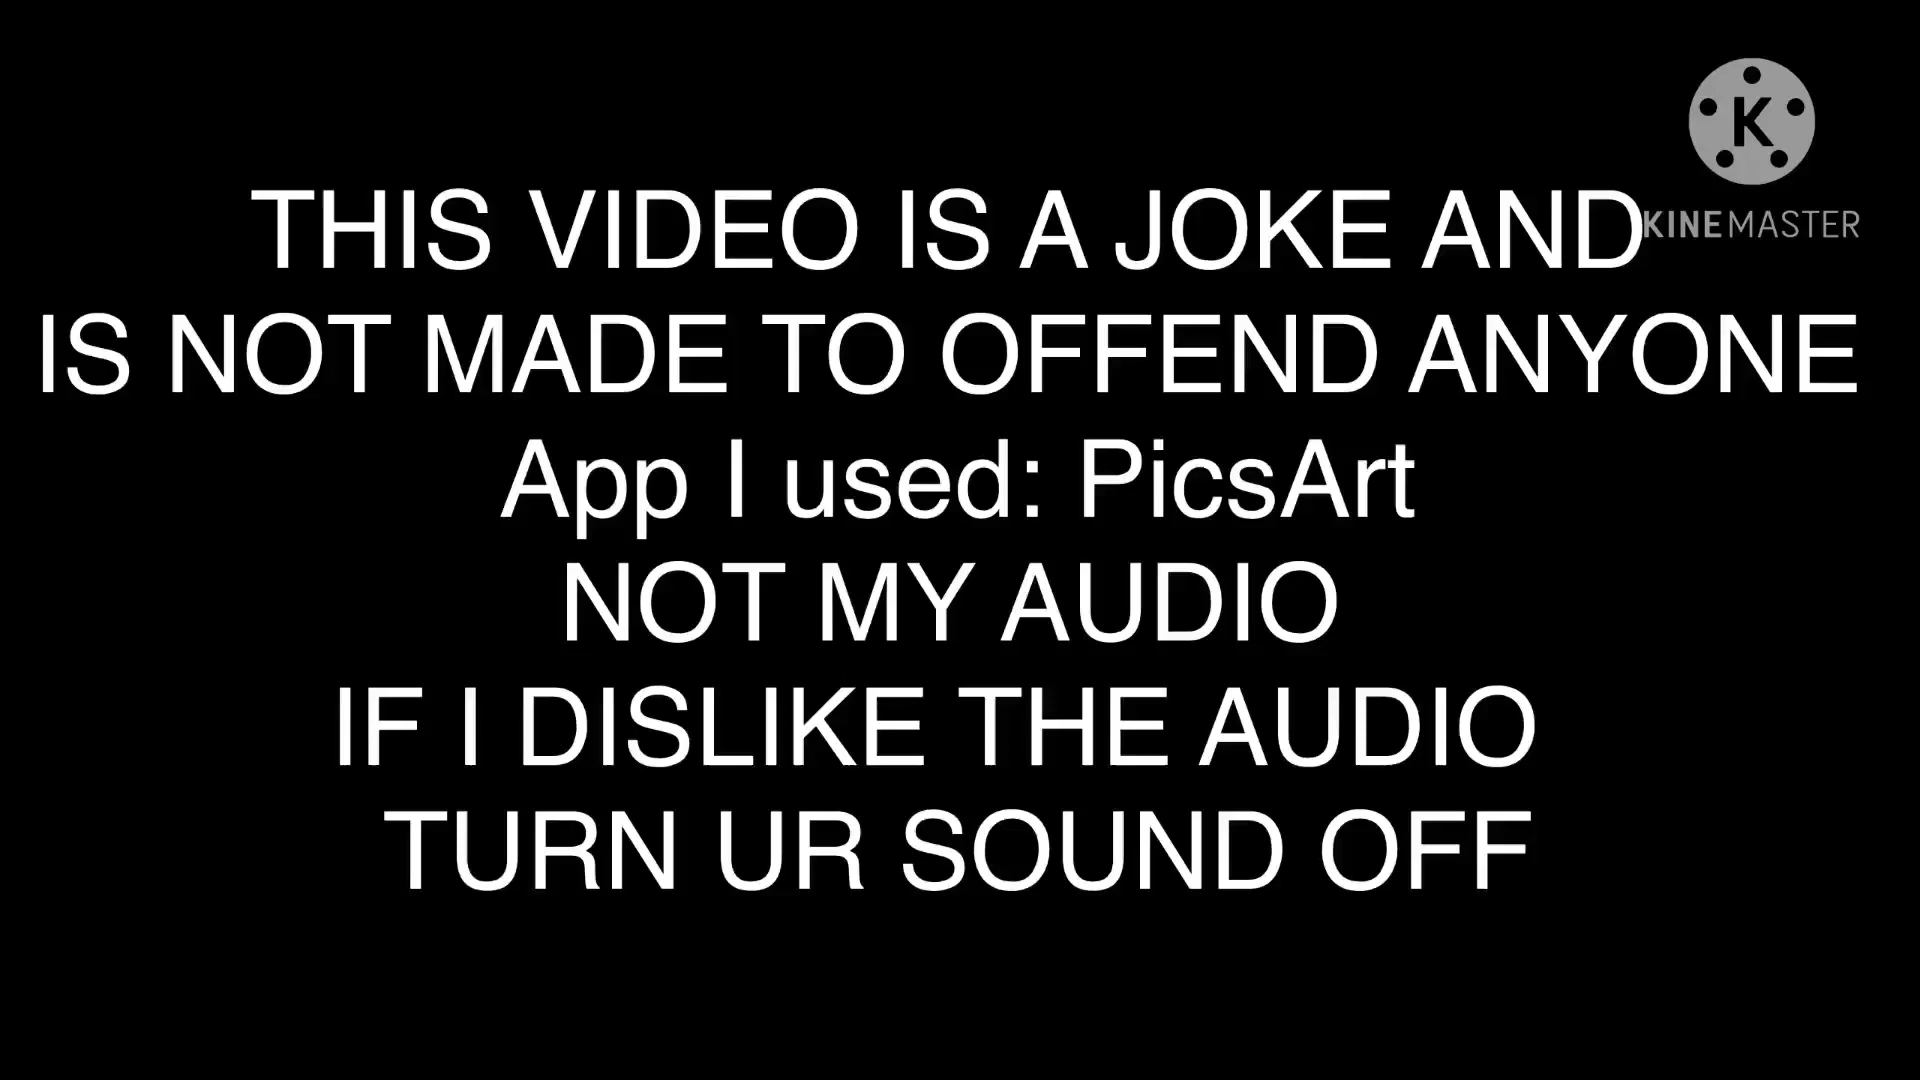 K
KINEMASTER
THIS VIDEO IS A JOKE AND
IS NOT MADE TO OFFEND ANYONE
App I used: PicsArt
NOT MY AUDIO
IF I DISLIKE THE AUDIO
TURN UR SOUND OFF